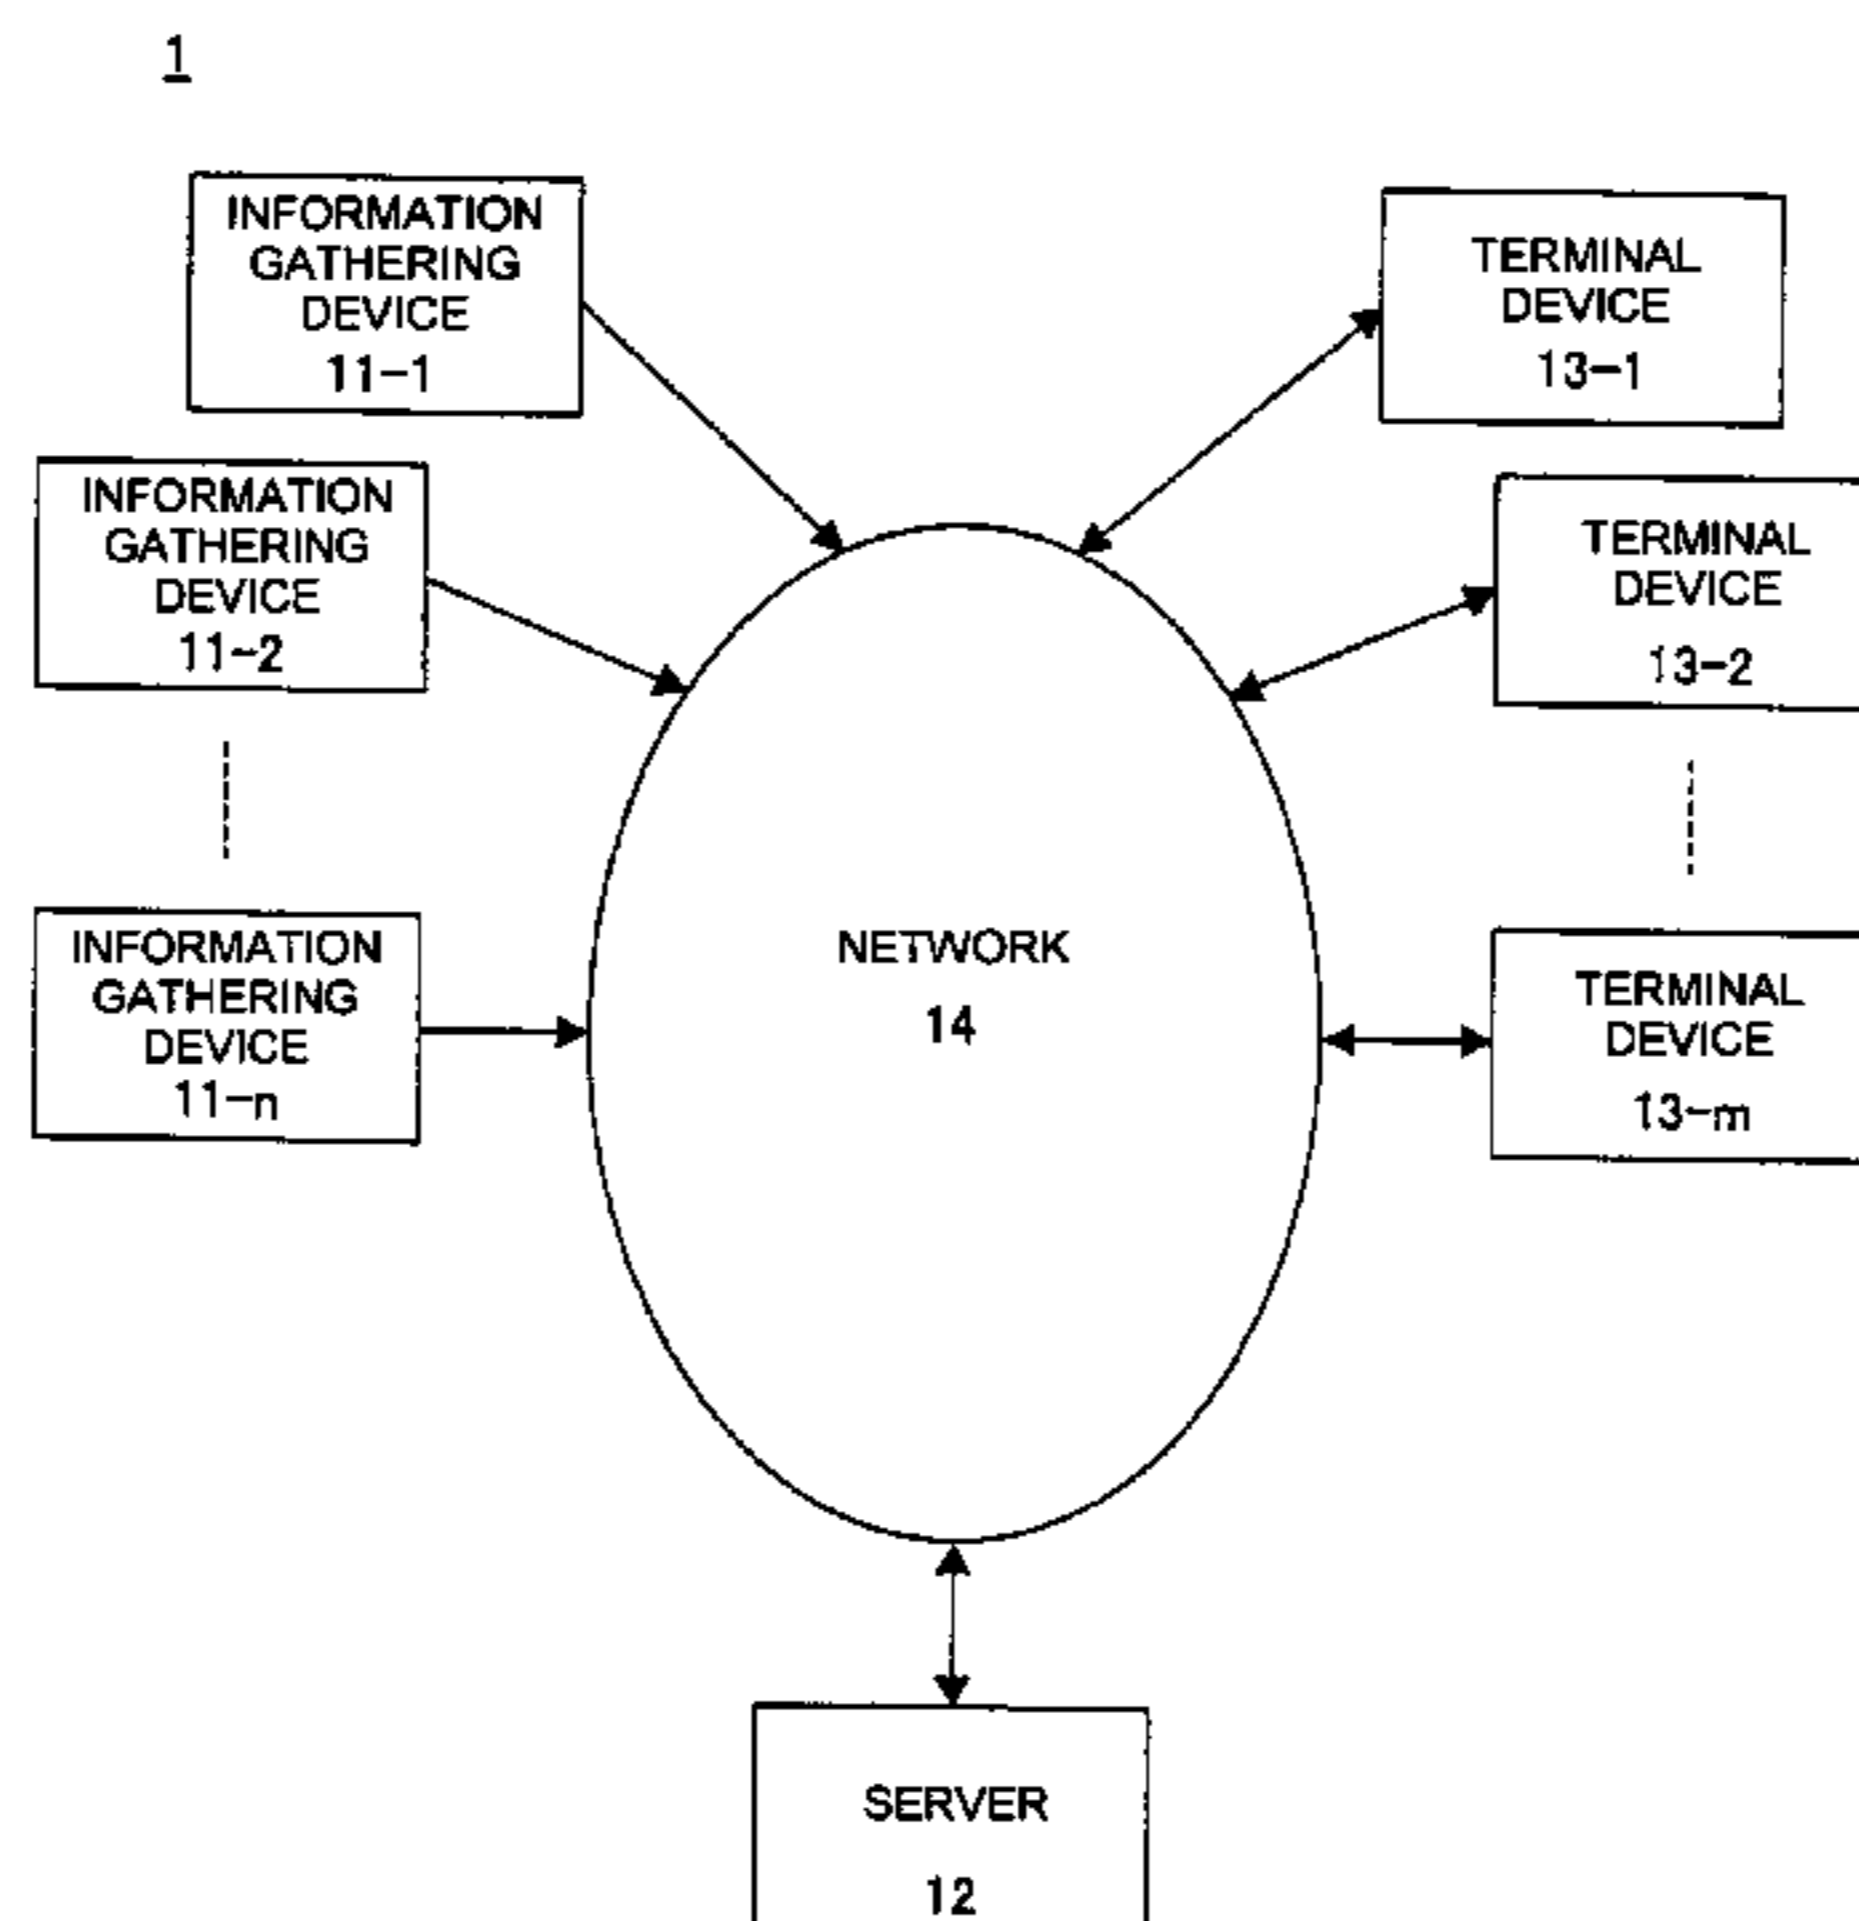 1
INFORMATION
GATHERING
DEVICE
11-1
TERMINAL
DEVICE
13-1
INFORMATION
GATHERING
DEVICE
11-2
TERMINAL
DEVICE
13-2
INFORMATION
GATHERING
DEVICE
11-n
NETWORK
14
TERMINAL
DEVICE
13-m
SERVER
12